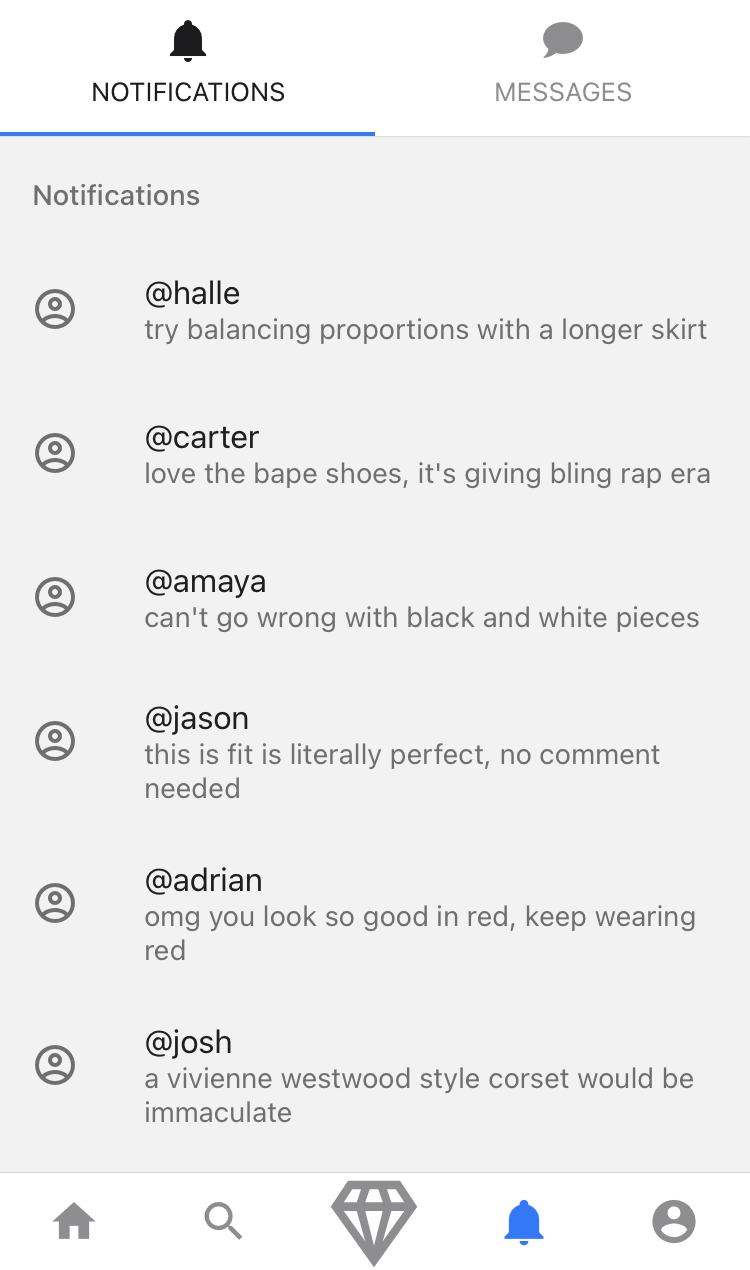 NOTIFICATIONS
MESSAGES
Notifications
@halle
try balancing proportions with a longer skirt
@carter
love the bape shoes, it's giving bling rap era
@amaya
can't go wrong with black and white pieces
@jason
this is fit is literally perfect, no comment
needed
@adrian
omg you look so good in red, keep wearing
red
@josh
a vivienne westwood style corset would be
immaculate